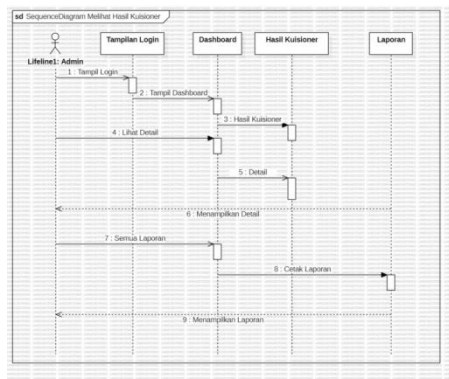 sd SequenceDiagram Melihat Hasil Kuisioner
Tampilan Login
Dashboard
Hasil Kuisioner
Laporan
Lifeline1: Admin
1 : Tampil Login
2 : Tampil Dashboard
3 : Hasil Kuisioner
4 : Lihat Detail
5 : Detail
6 : Menampilkan Detail
7 : Semua Laporan
8 : Cetak Laporan
9 : Menampilkan Laporan